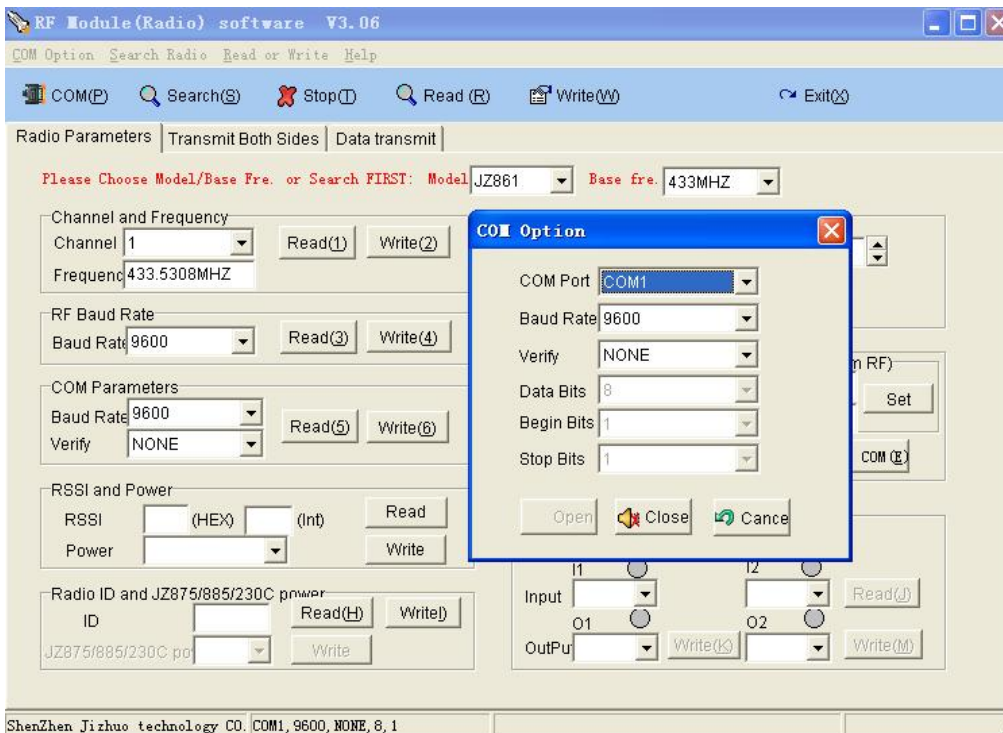 RF Module(Radio) software V3.06
COM Option Search Radio Read or Write Help
COM(P) Search(S) Stop(T) Read (R) Write(W) Exit(X)
Radio Parameters Transmit Both Sides Data transmit
Please Choose Model/Base Fre. or Search FIRST: Model JZ861 Base fre. 433MHZ
Channel and Frequency
Channel 1 Read(1) Write(2)
Frequenc 433.5308MHZ
RF Baud Rate
Baud Rate 9600 Read(3) Write(4)
COM Parameters
Baud Rate 9600 Read(5) Write(6)
Verify NONE
RSSI and Power
RSSI (HEX) (Int) Read
Power Write
Radio ID and JZ875/885/230C power
ID Read(H) Write(I)
JZ875/885/230C po Write
COM Option
COM Port COM1
Baud Rate 9600
Verify NONE
Data Bits 8
Begin Bits 1
Stop Bits 1
Open Close Cance
m RF)
Set
COM (E)
I1 I2
Input Read(J)
O1 O2
OutPu Write(K) Write(M)
ShenZhen Jizhuo technology CO. COM1, 9600, NONE, 8, 1